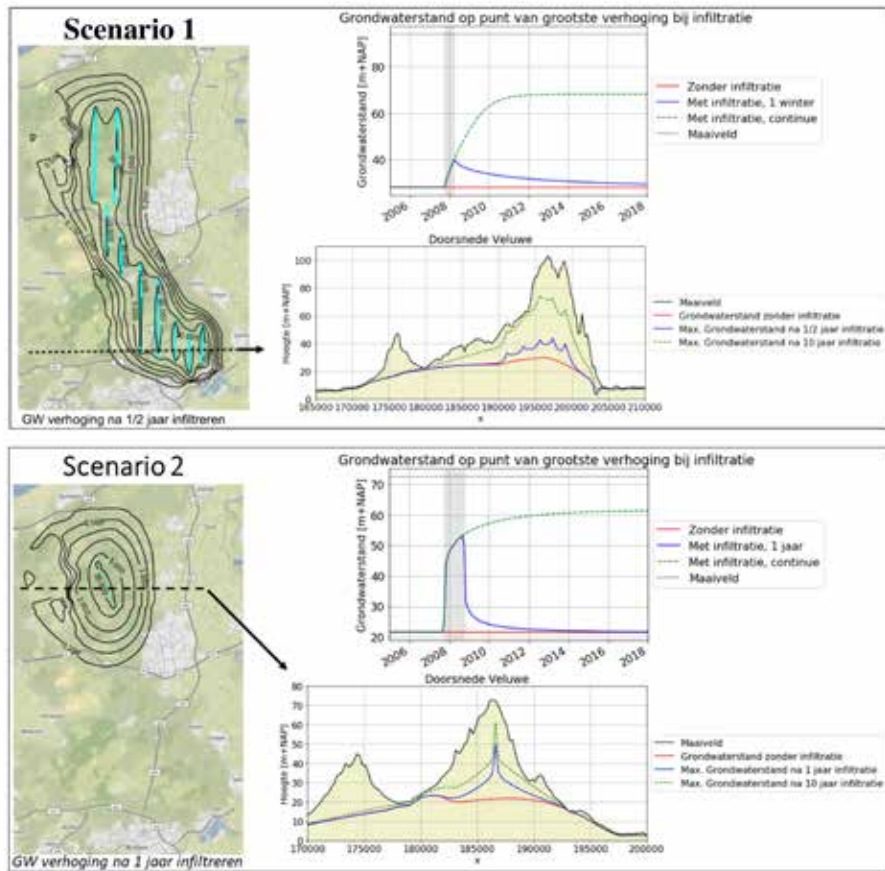 Scenario 1
GW verhoging na 1/2 jaar infiltreren
Grondwaterstand op punt van grootste verhoging bij infiltratie
Grondwaterstand [m+NAP]
80
60
40
2006
2008
2010
2012
2014
2016
2018
Zonder infiltratie
Met infiltratie, 1 winter
Met infiltratie, continue
Maaiveld
Doorsnede Veluwe
Hoogte [m+NAP]
100
80
60
40
20
0
165000 170000 175000 180000 185000 190000 195000 200000 205000 210000
x
Maaiveld
Grondwaterstand zonder infiltratie
Max. Grondwaterstand na 1/2 jaar infiltratie
Max. Grondwaterstand na 10 jaar infiltratie
Scenario 2
GW verhoging na 1 jaar infiltreren
Grondwaterstand op punt van grootste verhoging bij infiltratie
Grondwaterstand [m+NAP]
70
60
50
40
30
20
2006
2008
2010
2012
2014
2016
2018
Zonder infiltratie
Met infiltratie, 1 jaar
Met infiltratie, continue
Maaiveld
Doorsnede Veluwe
Hoogte [m+NAP]
80
70
60
50
40
30
20
10
0
170000 175000 180000 185000 190000 195000 200000
x
Maaiveld
Grondwaterstand zonder infiltratie
Max. Grondwaterstand na 1 jaar infiltratie
Max. Grondwaterstand na 10 jaar infiltratie